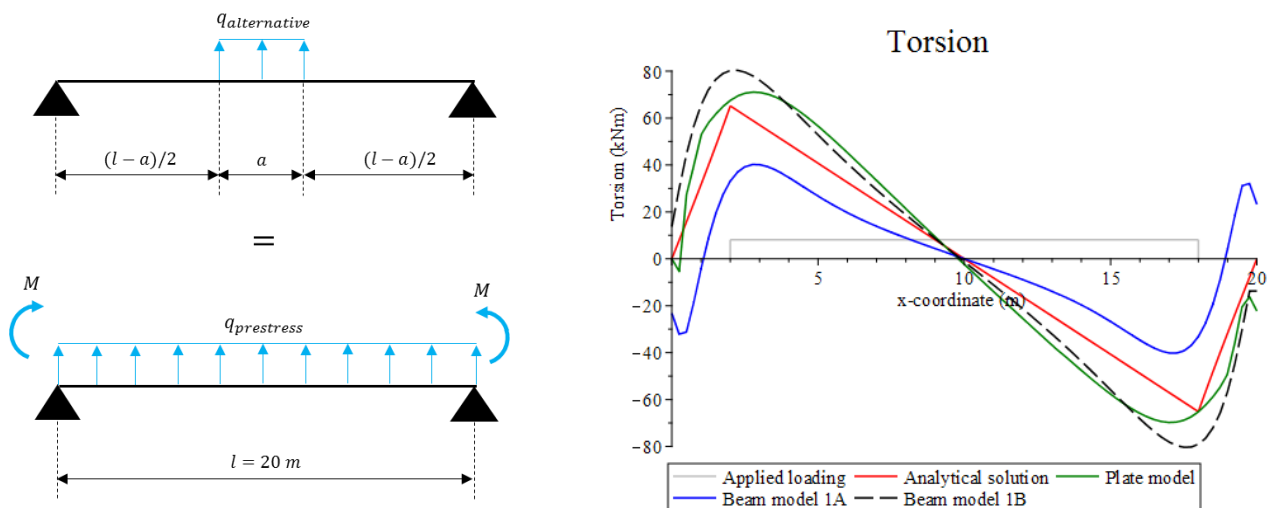 q_alternative
(l − a)/2
a
(l − a)/2
=
M
M
q_prestress
l = 20 m
Torsion
Torsion (kNm)
80
60
40
20
0
−20
−40
−60
−80
5
10
15
20
x-coordinate (m)
Applied loading
Analytical solution
Plate model
Beam model 1A
Beam model 1B